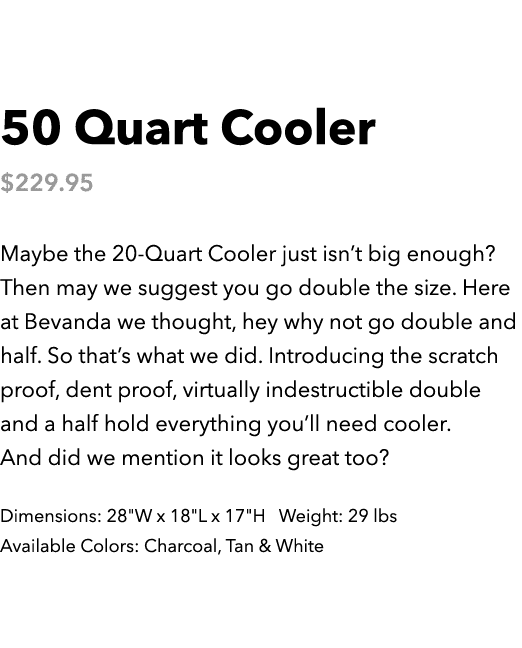 50 Quart Cooler
$229.95
Maybe the 20-Quart Cooler just isn’t big enough?
Then may we suggest you go double the size. Here
at Bevanda we thought, hey why not go double and
half. So that’s what we did. Introducing the scratch
proof, dent proof, virtually indestructible double
and a half hold everything you’ll need cooler.
And did we mention it looks great too?
Dimensions: 28"W x 18"L x 17"H   Weight: 29 lbs
Available Colors: Charcoal, Tan & White